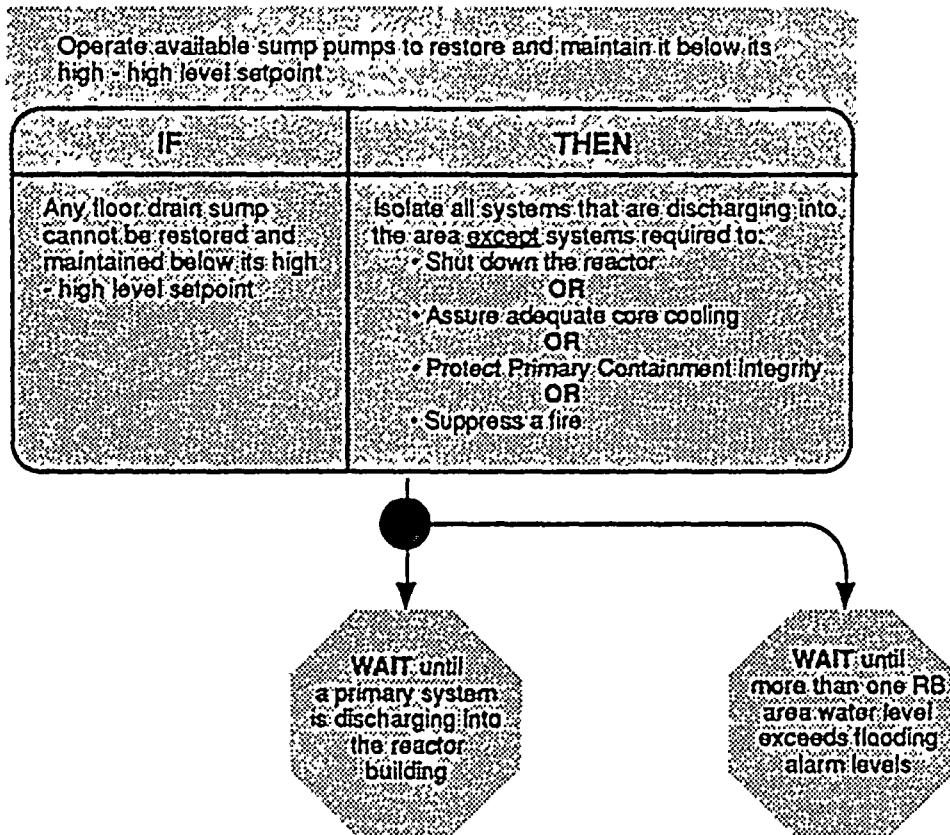 Operate available sump pumps to restore and maintain it below its
high - high level setpoint
IF
THEN
Any floor drain sump
cannot be restored and
maintained below its high
- high level setpoint
Isolate all systems that are discharging into
the area except systems required to:
• Shut down the reactor
OR
• Assure adequate core cooling
OR
• Protect Primary Containment Integrity
OR
• Suppress a fire
WAIT until
a primary system
is discharging into
the reactor
building
WAIT until
more than one RB
area water level
exceeds flooding
alarm levels